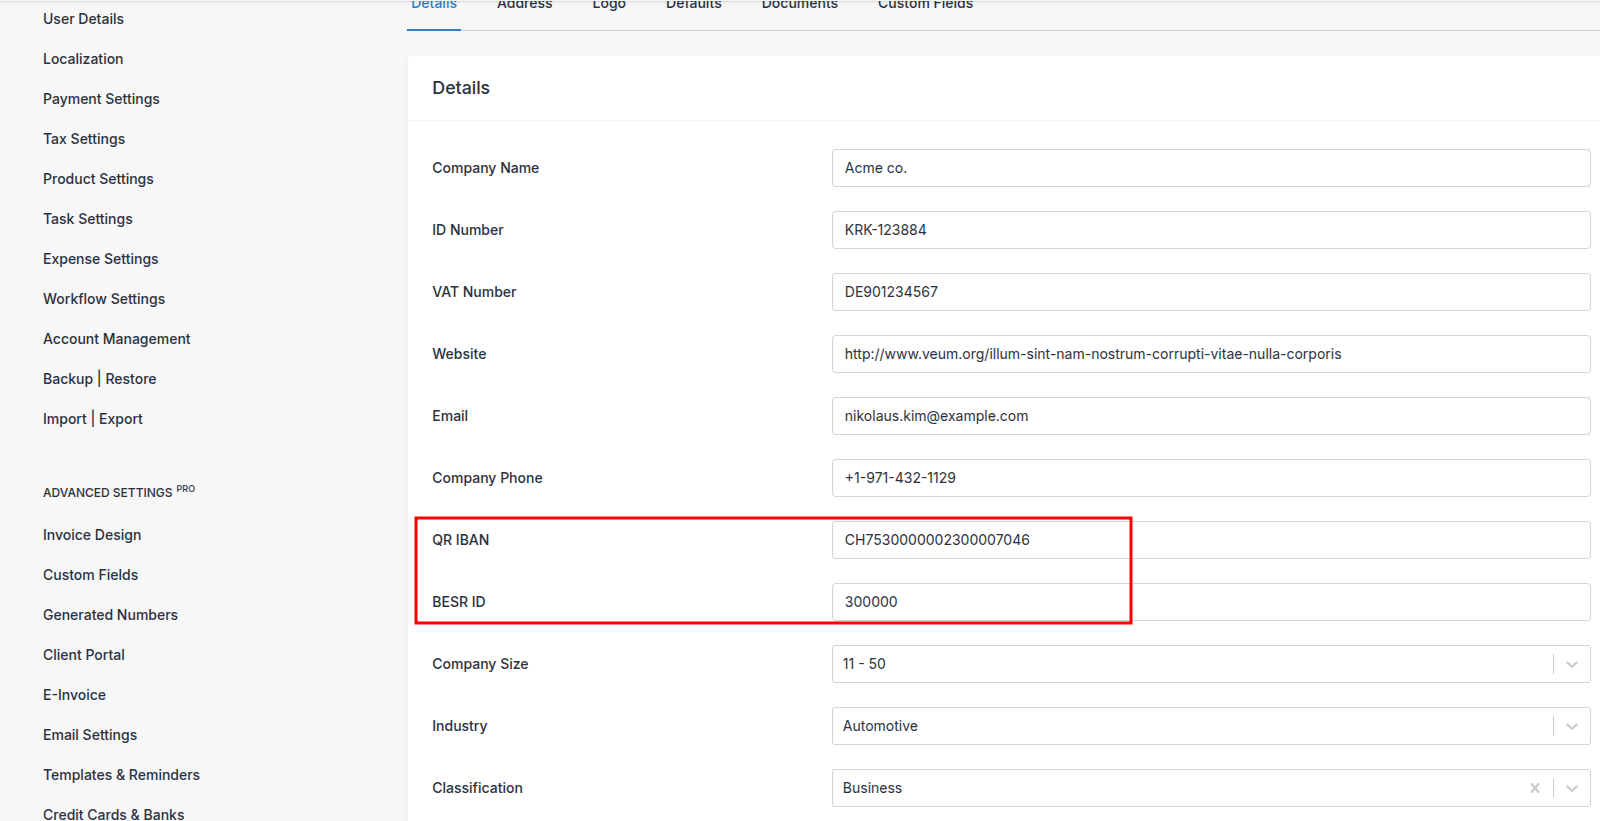 Details Address Logo Defaults Documents Custom Fields
User Details
Localization
Payment Settings
Tax Settings
Product Settings
Task Settings
Expense Settings
Workflow Settings
Account Management
Backup | Restore
Import | Export
ADVANCED SETTINGS PRO
Invoice Design
Custom Fields
Generated Numbers
Client Portal
E-Invoice
Email Settings
Templates & Reminders
Credit Cards & Banks
Details
Company Name Acme co.
ID Number KRK-123884
VAT Number DE901234567
Website http://www.veum.org/illum-sint-nam-nostrum-corrupti-vitae-nulla-corporis
Email nikolaus.kim@example.com
Company Phone +1-971-432-1129
QR IBAN CH7530000002300007046
BESR ID 300000
Company Size 11 - 50
Industry Automotive
Classification Business